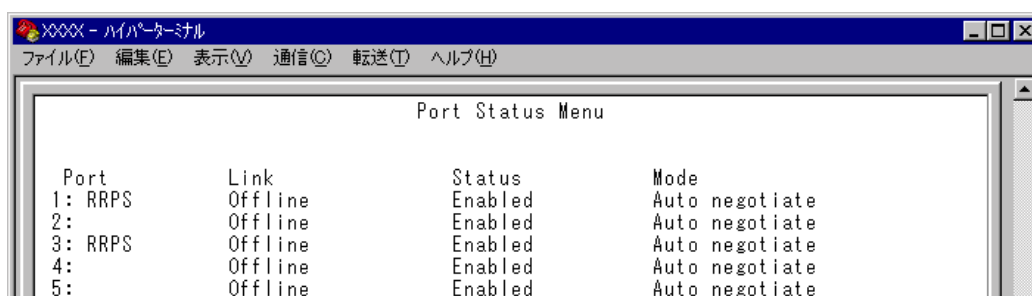 XXXX - ハイパーターミナル
ファイル(F) 編集(E) 表示(V) 通信(C) 転送(T) ヘルプ(H)
Port Status Menu
Port Link Status Mode
1: RRPS Offline Enabled Auto negotiate
2: Offline Enabled Auto negotiate
3: RRPS Offline Enabled Auto negotiate
4: Offline Enabled Auto negotiate
5: Offline Enabled Auto negotiate